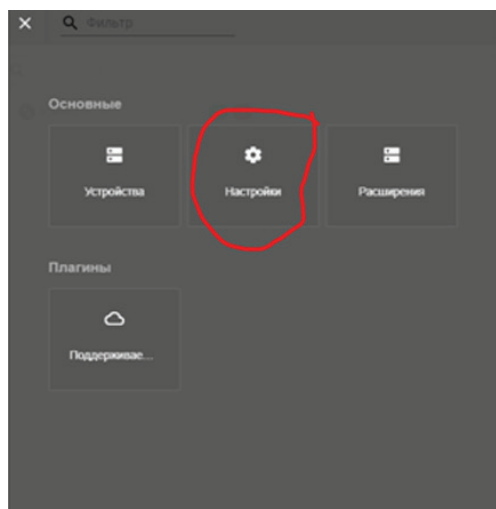 Фильтр
Основные
Устройства
Настройки
Расширения
Плагины
Поддерживае...